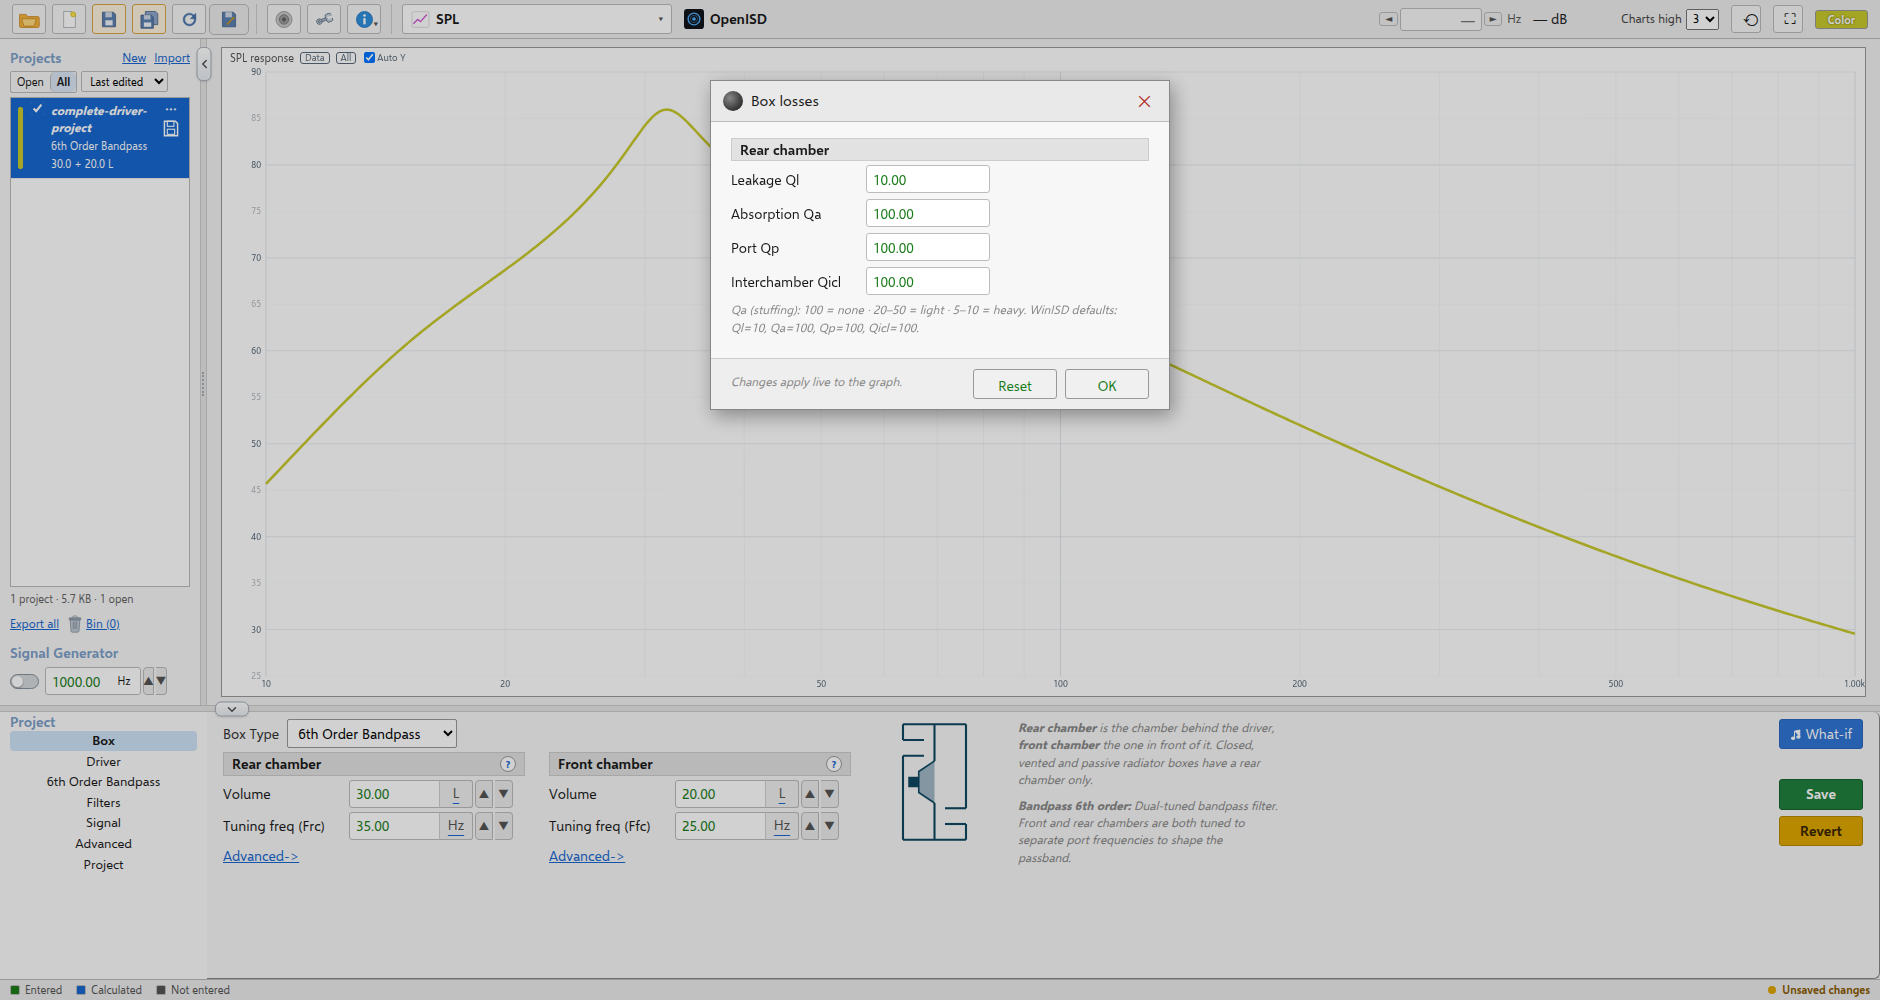 SPL
OpenISD
—
Hz
— dB
Charts high
3
Color
Projects
New
Import
Open
All
Last edited
complete-driver-
project
...
6th Order Bandpass
30.0 + 20.0 L
1 project · 5.7 KB · 1 open
Export all
Bin (0)
Signal Generator
1000.00
Hz
SPL response
Data
All
Auto Y
90
85
80
75
70
65
60
55
50
45
40
35
30
25
10
20
50
100
200
500
1.00k
Box losses
Rear chamber
Leakage Ql
10.00
Absorption Qa
100.00
Port Qp
100.00
Interchamber Qicl
100.00
Qa (stuffing): 100 = none · 20–50 = light · 5–10 = heavy. WinISD defaults:
Ql=10, Qa=100, Qp=100, Qicl=100.
Changes apply live to the graph.
Reset
OK
Project
Box
Driver
6th Order Bandpass
Filters
Signal
Advanced
Project
Box Type
6th Order Bandpass
Rear chamber
?
Volume
30.00
L
Tuning freq (Frc)
35.00
Hz
Advanced->
Front chamber
?
Volume
20.00
L
Tuning freq (Ffc)
25.00
Hz
Advanced->
Rear chamber is the chamber behind the driver,
front chamber the one in front of it. Closed,
vented and passive radiator boxes have a rear
chamber only.
Bandpass 6th order: Dual-tuned bandpass filter.
Front and rear chambers are both tuned to
separate port frequencies to shape the
passband.
What-if
Save
Revert
Entered
Calculated
Not entered
Unsaved changes